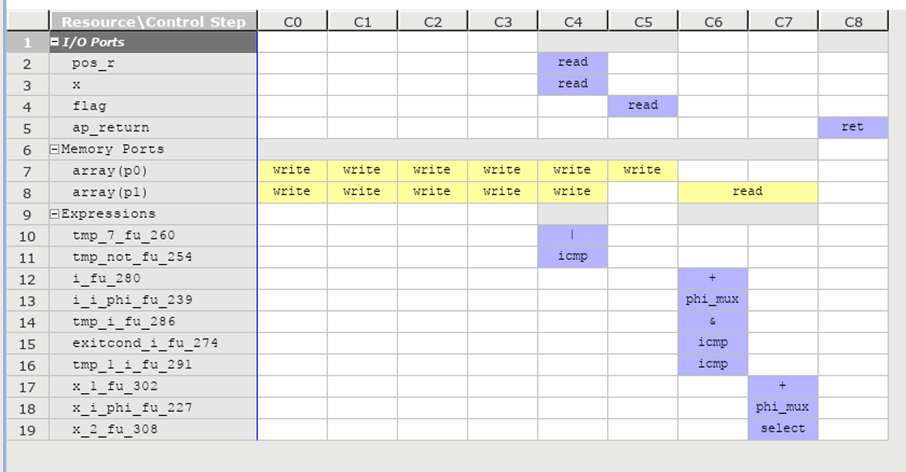 Resource\Control Step C0 C1 C2 C3 C4 C5 C6 C7 C8
1 I/O Ports
2 pos_r read
3 x read
4 flag read
5 ap_return ret
6 Memory Ports
7 array(p0) write write write write write write
8 array(p1) write write write write write read
9 Expressions
10 tmp_7_fu_260 |
11 tmp_not_fu_254 icmp
12 i_fu_280 +
13 i_i_phi_fu_239 phi_mux
14 tmp_i_fu_286 &
15 exitcond_i_fu_274 icmp
16 tmp_1_i_fu_291 icmp
17 x_1_fu_302 +
18 x_i_phi_fu_227 phi_mux
19 x_2_fu_308 select